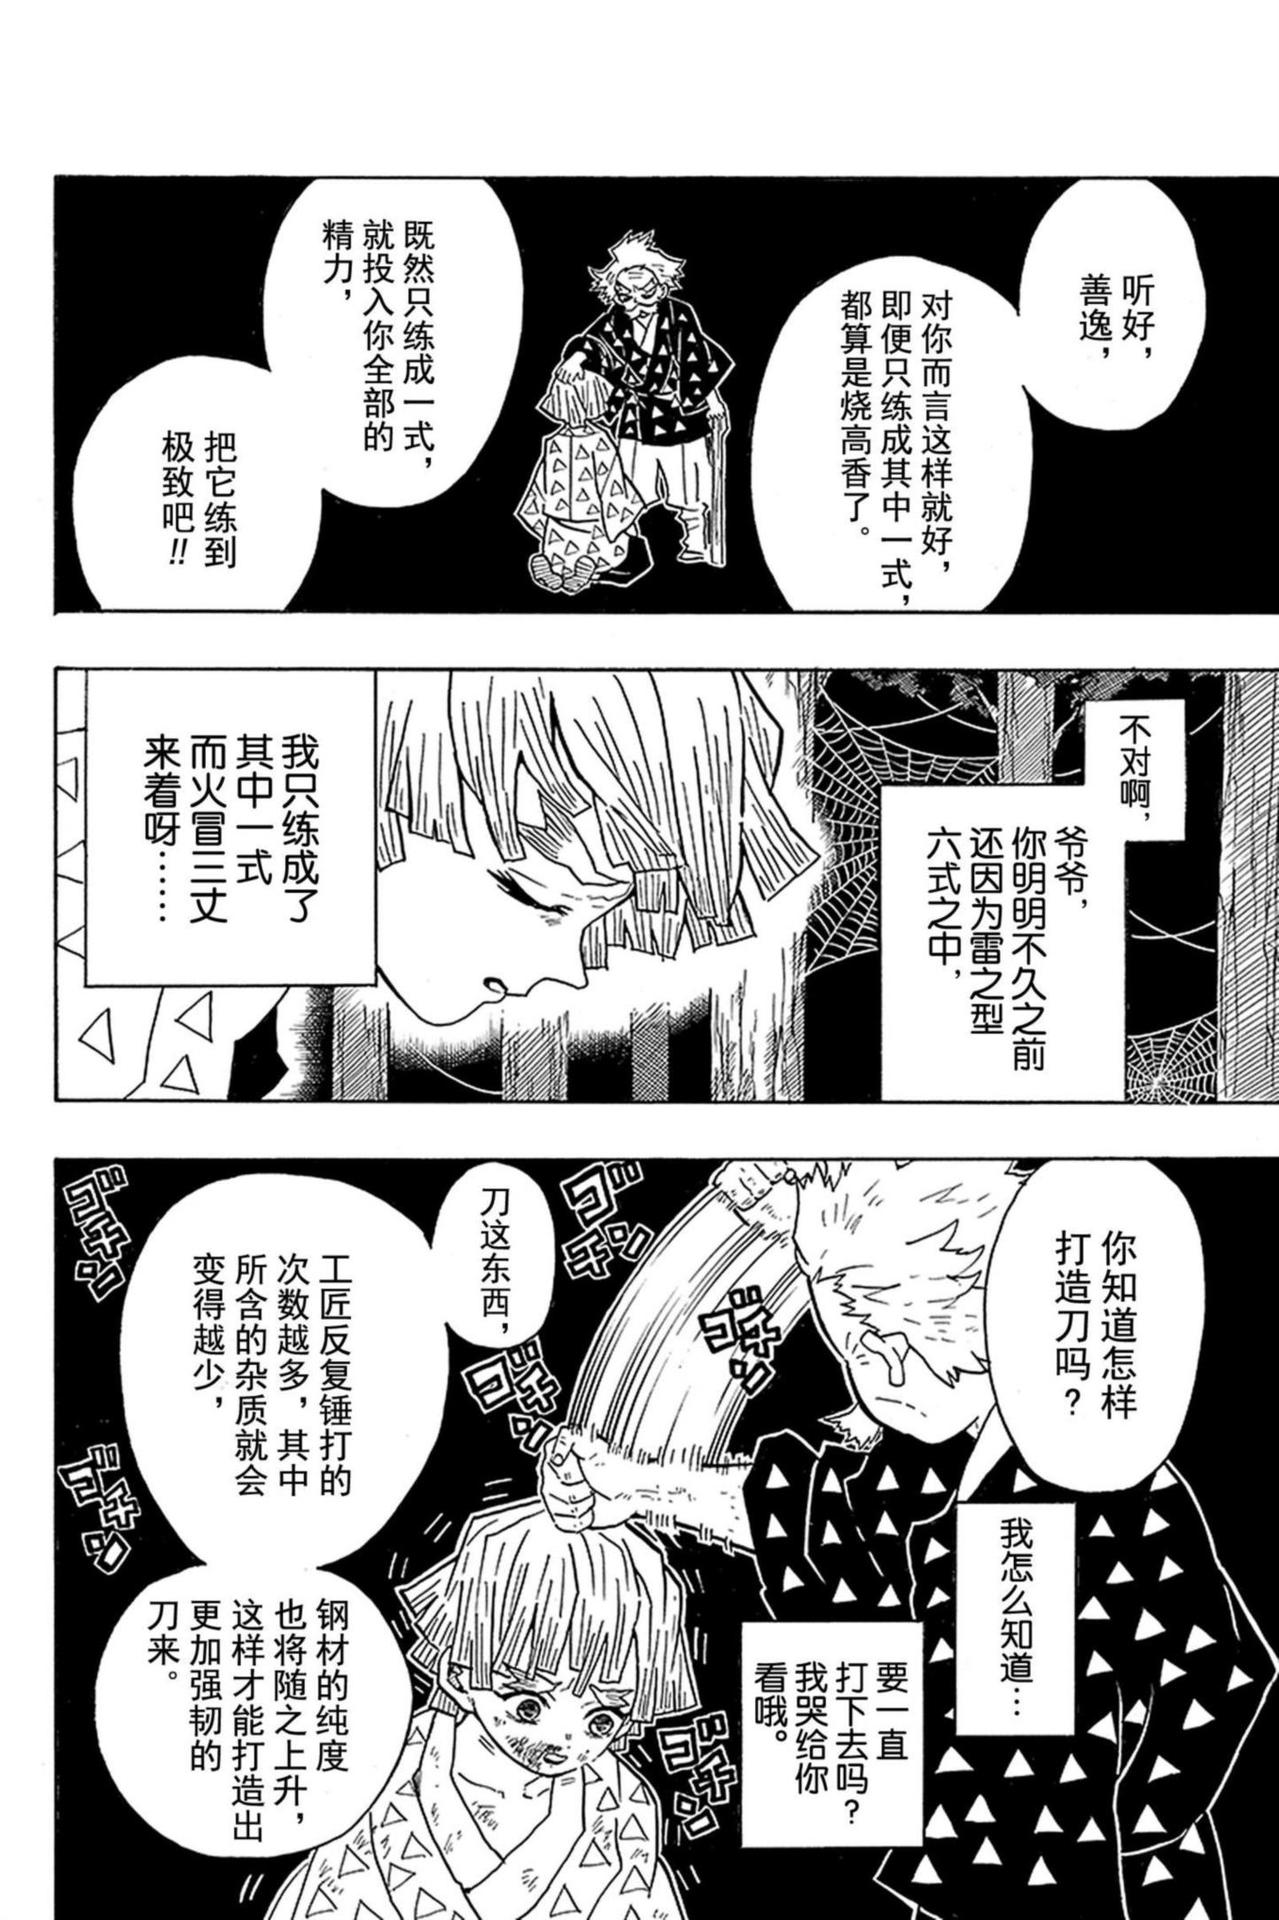 听好，
善逸，
对你而言这样就好，
即便只练成其中一式，
都算是烧高香了。
既然只练成一式，
就投入你全部的
精力，
把它练到
极致吧!!
不对啊，
爷爷，
你明明不久之前
还因为雷之型
六式之中，
我只练成了
其中一式
而火冒三丈
来着呀……
你知道怎样
打造刀吗？
我怎么知道…
要一直
打下去吗？
我哭给你
看哦。
刀这东西，
工匠反复锤打的
次数越多，其中
所含的杂质就会
变得越少，
钢材的纯度
也将随之上升，
这样才能打造出
更加强韧的
刀来。